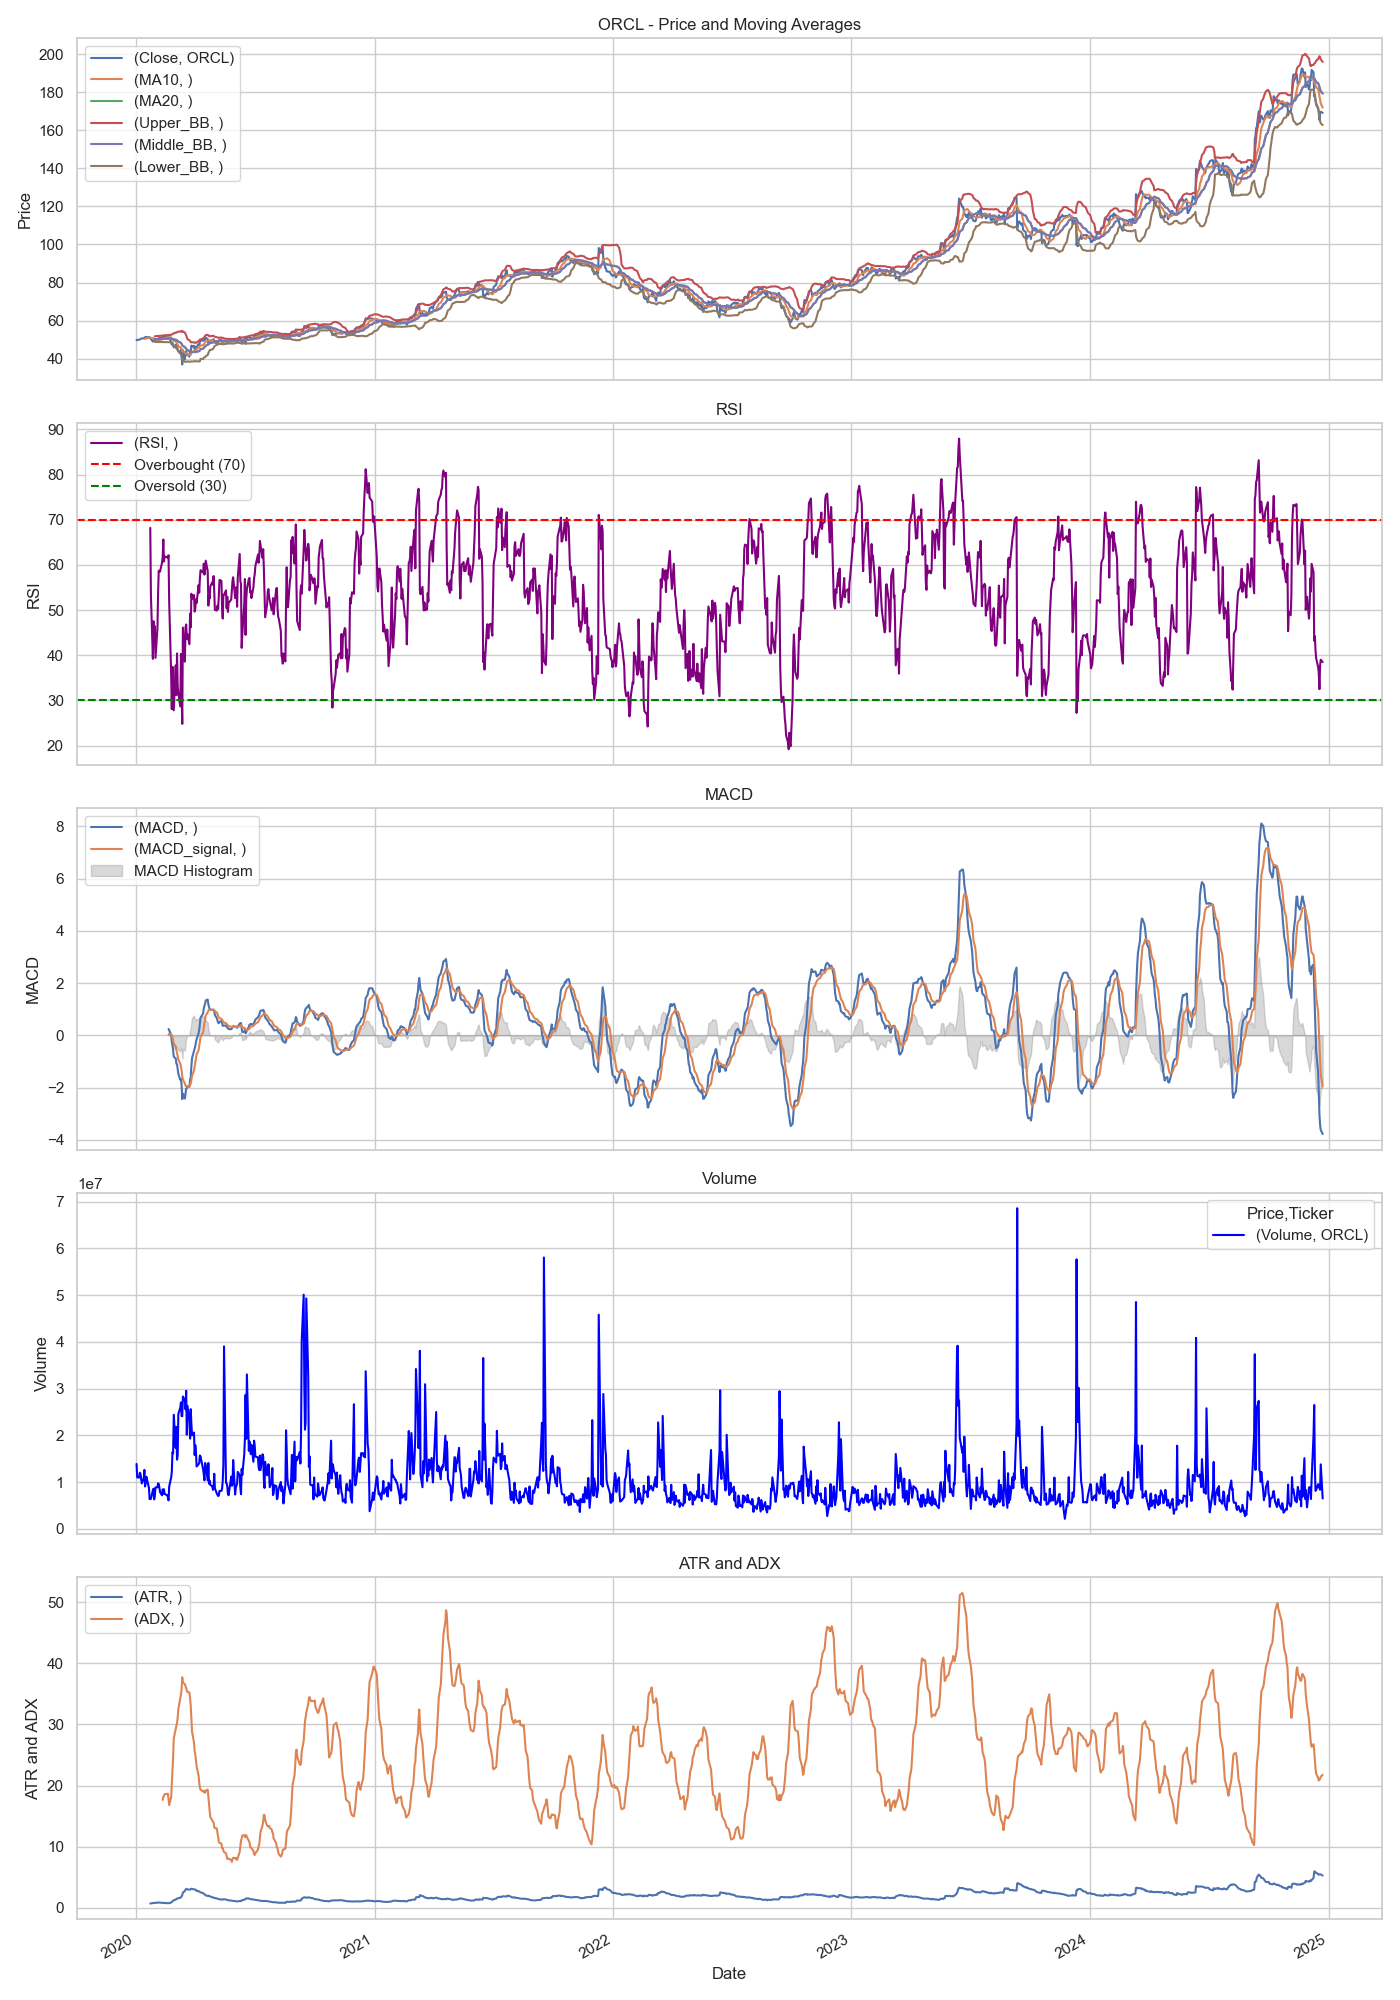 ORCL - Price and Moving Averages
(Close, ORCL)
(MA10, )
(MA20, )
(Upper_BB, )
(Middle_BB, )
(Lower_BB, )
200
180
160
140
120
100
80
60
40
Price
RSI
(RSI, )
Overbought (70)
Oversold (30)
90
80
70
60
50
40
30
20
RSI
MACD
(MACD, )
(MACD_signal, )
MACD Histogram
8
6
4
2
0
−2
−4
MACD
Volume
1e7
Price,Ticker
(Volume, ORCL)
7
6
5
4
3
2
1
0
Volume
ATR and ADX
(ATR, )
(ADX, )
50
40
30
20
10
0
ATR and ADX
2020
2021
2022
2023
2024
2025
Date